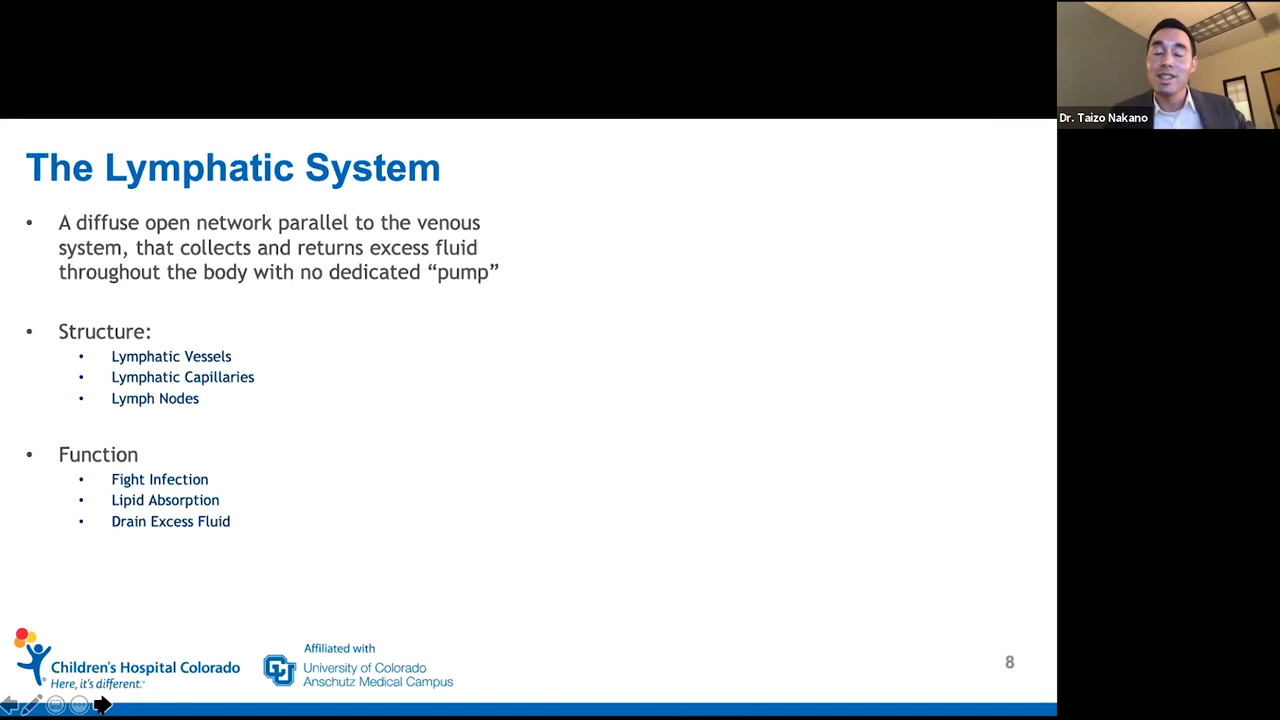 Dr. Taizo Nakano
The Lymphatic System
• A diffuse open network parallel to the venous
system, that collects and returns excess fluid
throughout the body with no dedicated “pump”
• Structure:
• Lymphatic Vessels
• Lymphatic Capillaries
• Lymph Nodes
• Function
• Fight Infection
• Lipid Absorption
• Drain Excess Fluid
Children's Hospital Colorado
Here, it's different.™
Affiliated with
CU
University of Colorado
Anschutz Medical Campus
8